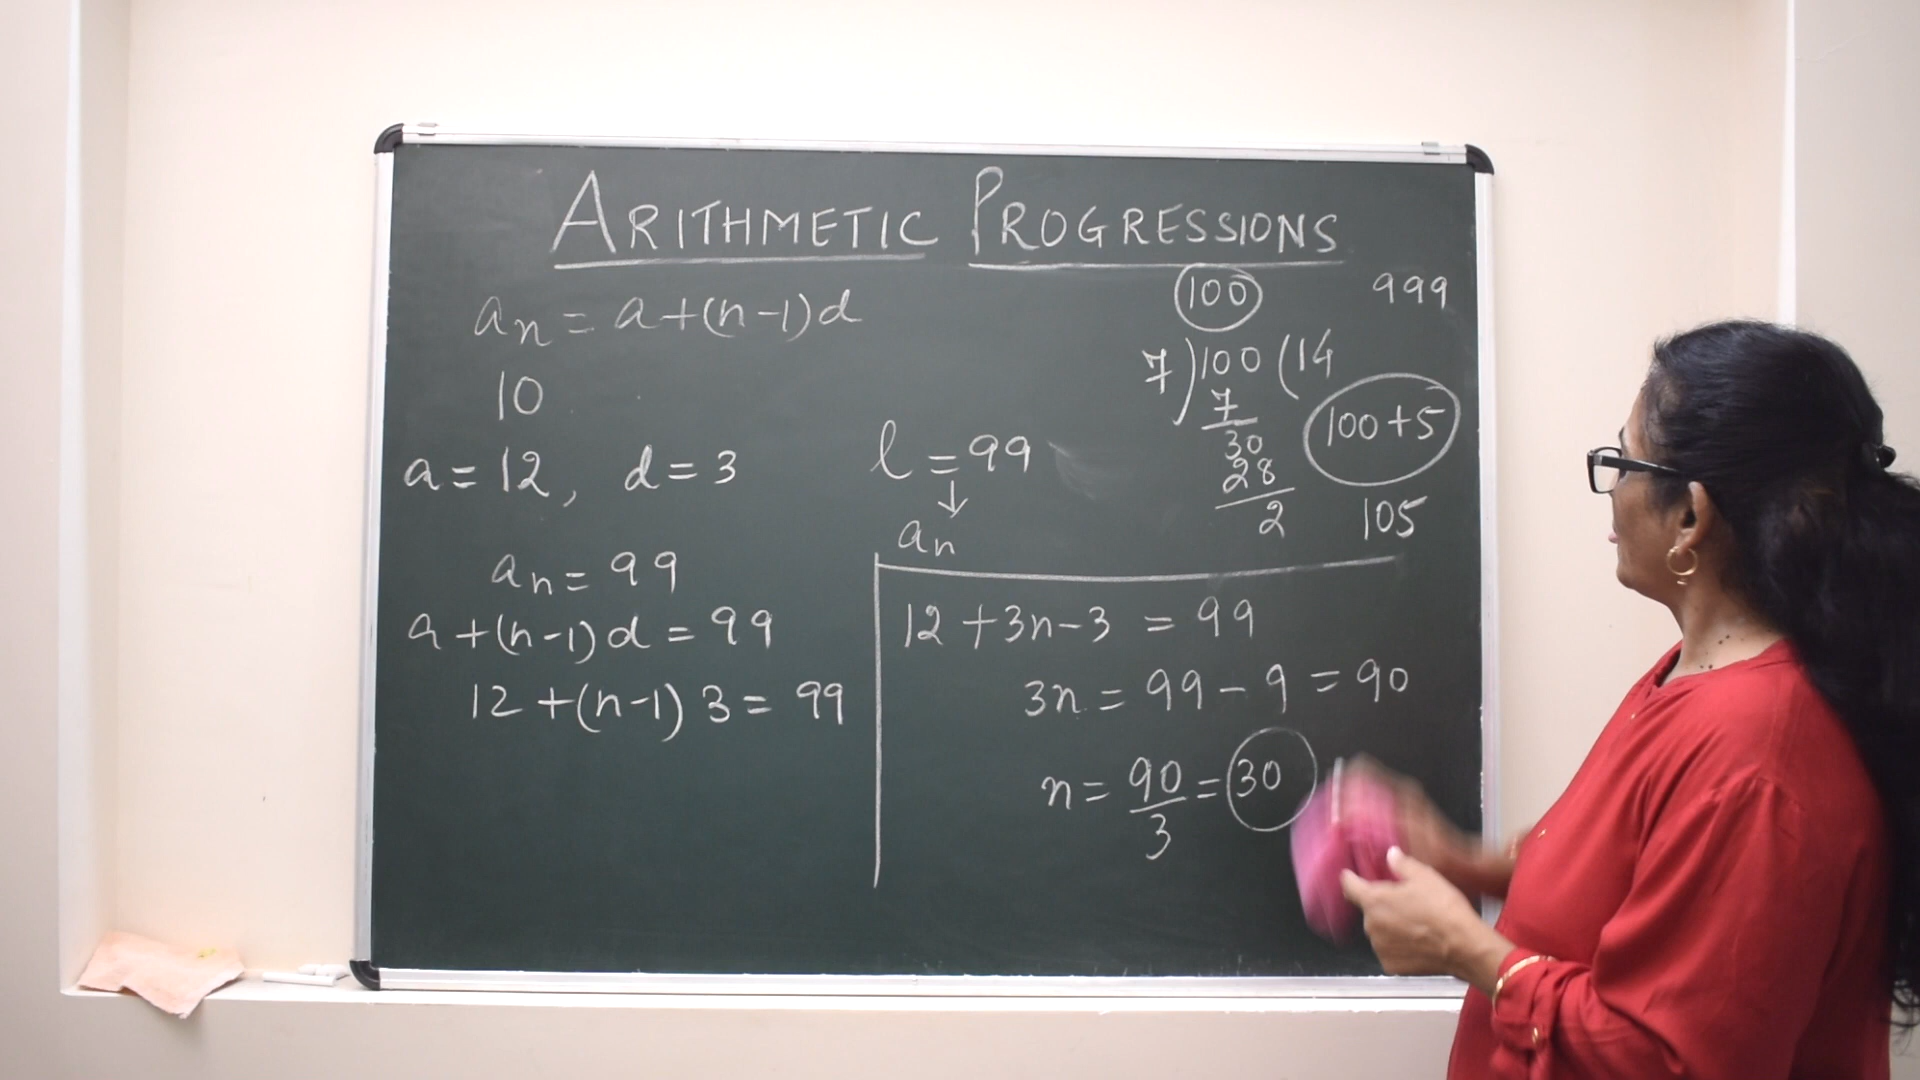 ARITHMETIC PROGRESSIONS
an = a+(n-1)d
10
a = 12, d = 3
an = 99
a+(n-1)d = 99
12+(n-1)3 = 99
l = 99
↓
an
100 999
7)100(14
7
30
28
2
100+5
105
12+3n-3 = 99
3n = 99-9 = 90
n = 90/3 = 30